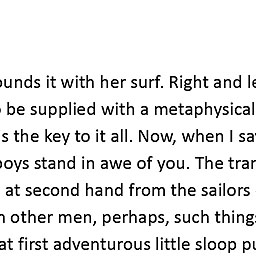 ounds it with her surf. Right and le
be supplied with a metaphysical
s the key to it all. Now, when I sa
boys stand in awe of you. The tran
at second hand from the sailors
other men, perhaps, such things
at first adventurous little sloop pu